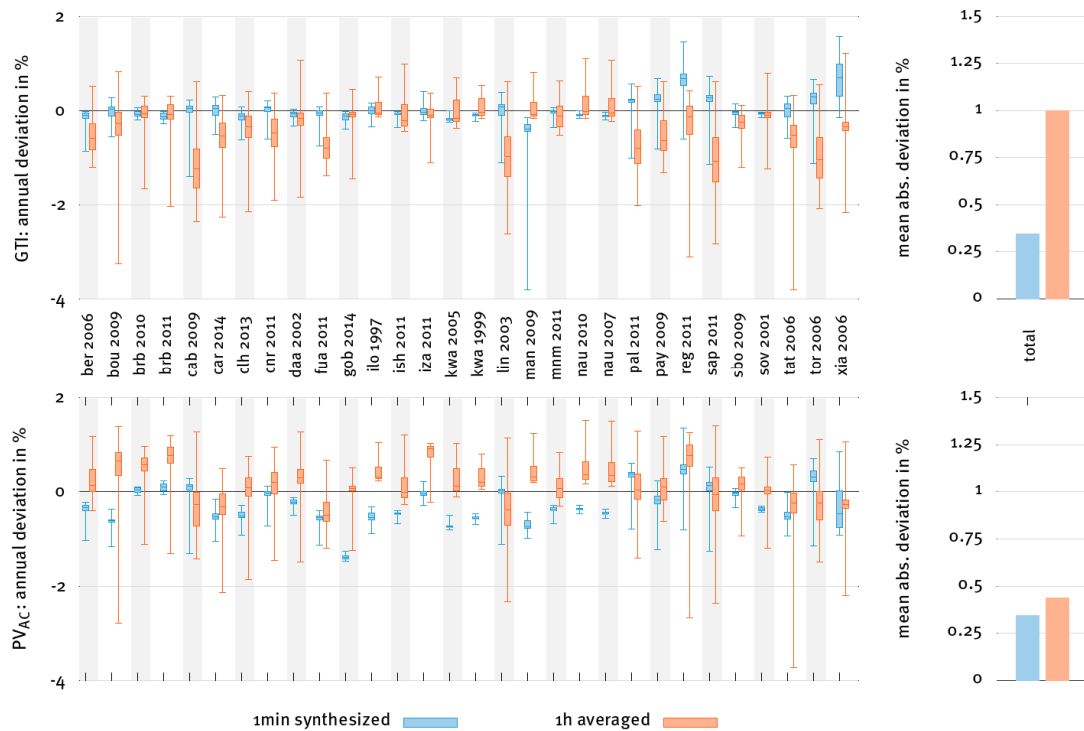 GTI: annual deviation in %
2
0
-2
-4
mean abs. deviation in %
1.5
1.25
1
0.75
0.5
0.25
0
ber 2006
bou 2009
brb 2010
brb 2011
cab 2009
car 2014
clh 2013
cnr 2011
daa 2002
fua 2011
gob 2014
ilo 1997
ish 2011
iza 2011
kwa 2005
kwa 1999
lin 2003
man 2009
mnm 2011
nau 2010
nau 2007
pal 2011
pay 2009
reg 2011
sap 2011
sbo 2009
sov 2001
tat 2006
tor 2006
xia 2006
total
PVAC: annual deviation in %
2
0
-2
-4
mean abs. deviation in %
1.5
1.25
1
0.75
0.5
0.25
0
1min synthesized
1h averaged